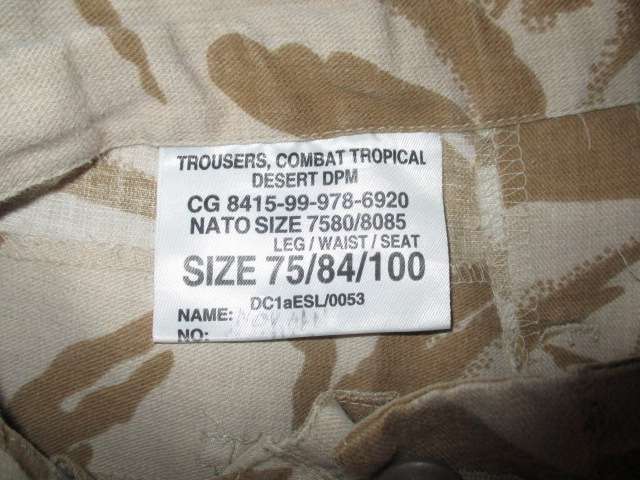 TROUSERS, COMBAT TROPICAL
DESERT DPM
CG 8415-99-978-6920
NATO SIZE 7580/8085
LEG / WAIST / SEAT
SIZE 75/84/100
DC1aESL/0053
NAME:
NO: